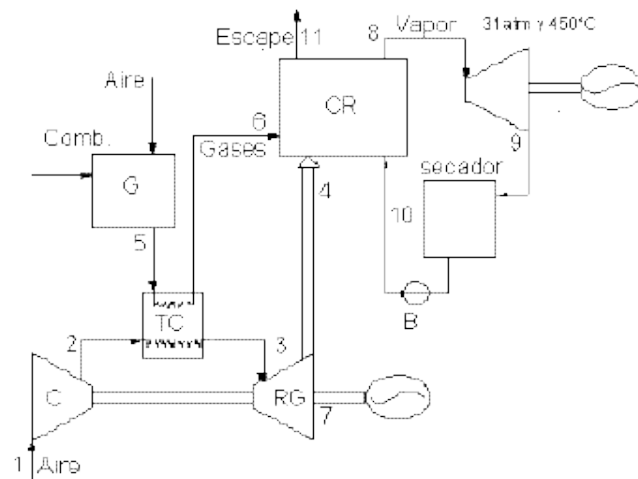 Escape 11
8 Vapor 31 atm y 450°C
Aire
CR
6
Comb.
Gases
9
G
4
secador
5
10
TC
B
2
3
C
RG
7
1 Aire